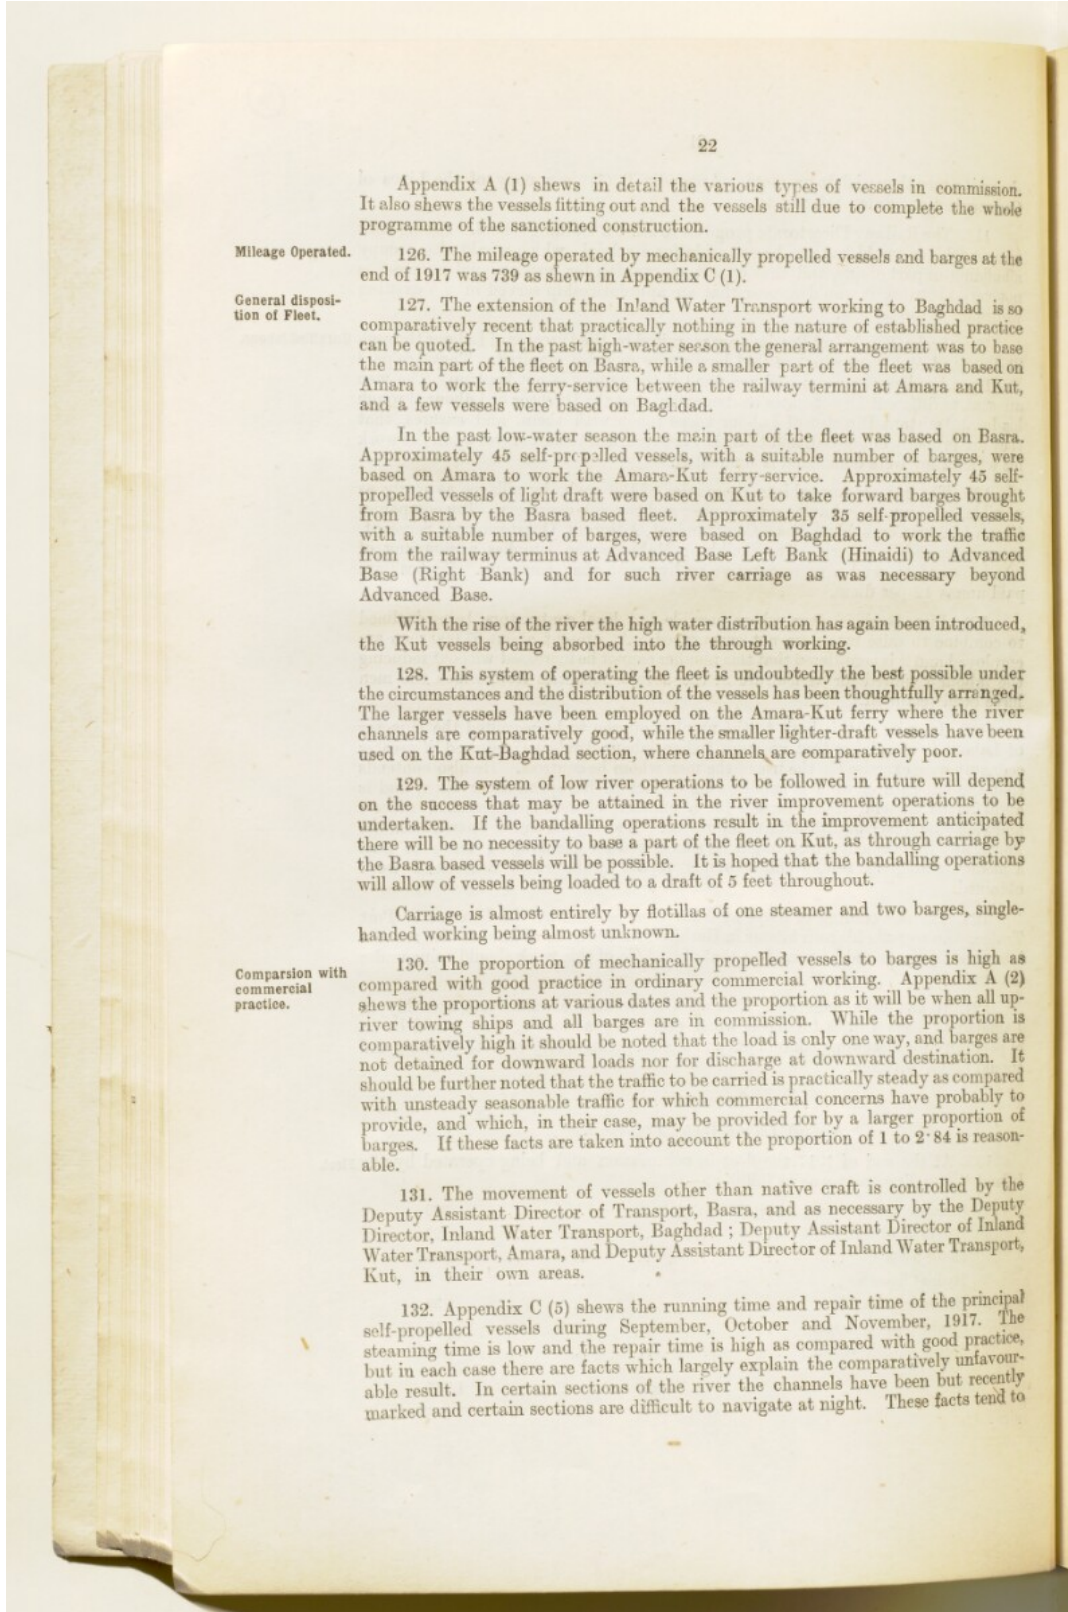 22
Appendix A (1) shews in detail the various types of vessels in commission.
It also shews the vessels fitting out and the vessels still due to complete the whole
programme of the sanctioned construction.
Mileage Operated.
126. The mileage operated by mechanically propelled vessels and barges at the
end of 1917 was 739 as shewn in Appendix C (1).
General disposi-
tion of Fleet.
127. The extension of the Inland Water Transport working to Baghdad is so
comparatively recent that practically nothing in the nature of established practice
can be quoted. In the past high-water season the general arrangement was to base
the main part of the fleet on Basra, while a smaller part of the fleet was based on
Amara to work the ferry-service between the railway termini at Amara and Kut,
and a few vessels were based on Baghdad.
In the past low-water season the main part of the fleet was based on Basra.
Approximately 45 self-propelled vessels, with a suitable number of barges, were
based on Amara to work the Amara-Kut ferry-service. Approximately 45 self-
propelled vessels of light draft were based on Kut to take forward barges brought
from Basra by the Basra based fleet. Approximately 35 self-propelled vessels,
with a suitable number of barges, were based on Baghdad to work the traffic
from the railway terminus at Advanced Base Left Bank (Hinaidi) to Advanced
Base (Right Bank) and for such river carriage as was necessary beyond
Advanced Base.
With the rise of the river the high water distribution has again been introduced,
the Kut vessels being absorbed into the through working.
128. This system of operating the fleet is undoubtedly the best possible under
the circumstances and the distribution of the vessels has been thoughtfully arranged.
The larger vessels have been employed on the Amara-Kut ferry where the river
channels are comparatively good, while the smaller lighter-draft vessels have been
used on the Kut-Baghdad section, where channels are comparatively poor.
129. The system of low river operations to be followed in future will depend
on the success that may be attained in the river improvement operations to be
undertaken. If the bandalling operations result in the improvement anticipated
there will be no necessity to base a part of the fleet on Kut, as through carriage by
the Basra based vessels will be possible. It is hoped that the bandalling operations
will allow of vessels being loaded to a draft of 5 feet throughout.
Carriage is almost entirely by flotillas of one steamer and two barges, single-
handed working being almost unknown.
Comparsion with
commercial
practice.
130. The proportion of mechanically propelled vessels to barges is high as
compared with good practice in ordinary commercial working. Appendix A (2)
shews the proportions at various dates and the proportion as it will be when all up-
river towing ships and all barges are in commission. While the proportion is
comparatively high it should be noted that the load is only one way, and barges are
not detained for downward loads nor for discharge at downward destination. It
should be further noted that the traffic to be carried is practically steady as compared
with unsteady seasonable traffic for which commercial concerns have probably to
provide, and which, in their case, may be provided for by a larger proportion of
barges. If these facts are taken into account the proportion of 1 to 2·84 is reason-
able.
131. The movement of vessels other than native craft is controlled by the
Deputy Assistant Director of Transport, Basra, and as necessary by the Deputy
Director, Inland Water Transport, Baghdad ; Deputy Assistant Director of Inland
Water Transport, Amara, and Deputy Assistant Director of Inland Water Transport,
Kut, in their own areas.
132. Appendix C (5) shews the running time and repair time of the principal
self-propelled vessels during September, October and November, 1917. The
steaming time is low and the repair time is high as compared with good practice,
but in each case there are facts which largely explain the comparatively unfavour-
able result. In certain sections of the river the channels have been but recently
marked and certain sections are difficult to navigate at night. These facts tend to